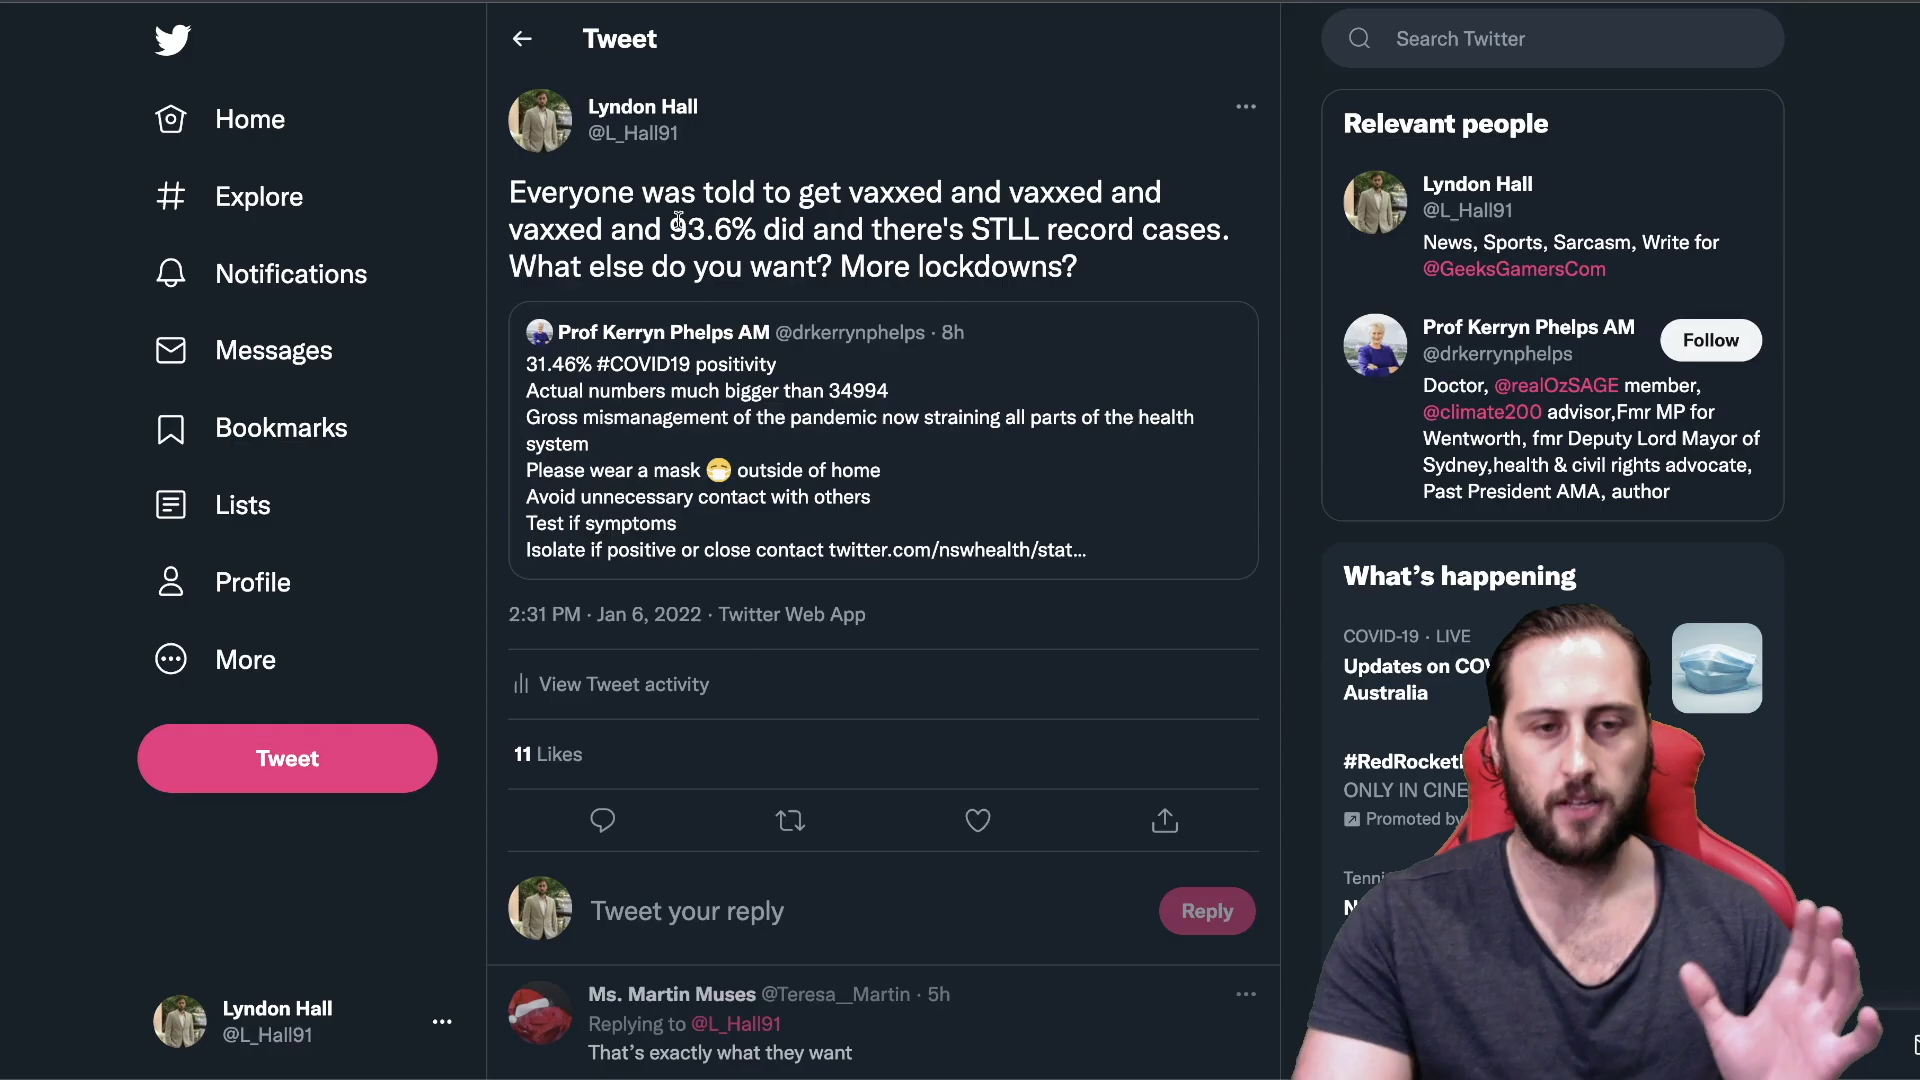 Home
Explore
Notifications
Messages
Bookmarks
Lists
Profile
More
Tweet
Lyndon Hall
@L_Hall91
Tweet
Lyndon Hall
@L_Hall91
Everyone was told to get vaxxed and vaxxed and
vaxxed and 93.6% did and there's STLL record cases.
What else do you want? More lockdowns?
Prof Kerryn Phelps AM @drkerrynphelps · 8h
31.46% #COVID19 positivity
Actual numbers much bigger than 34994
Gross mismanagement of the pandemic now straining all parts of the health
system
Please wear a mask 😷 outside of home
Avoid unnecessary contact with others
Test if symptoms
Isolate if positive or close contact twitter.com/nswhealth/stat...
2:31 PM · Jan 6, 2022 · Twitter Web App
View Tweet activity
11 Likes
Tweet your reply
Reply
Ms. Martin Muses @Teresa__Martin · 5h
Replying to @L_Hall91
That's exactly what they want
Search Twitter
Relevant people
Lyndon Hall
@L_Hall91
News, Sports, Sarcasm, Write for
@GeeksGamersCom
Prof Kerryn Phelps AM
@drkerrynphelps
Follow
Doctor, @realOzSAGE member,
@climate200 advisor,Fmr MP for
Wentworth, fmr Deputy Lord Mayor of
Sydney,health & civil rights advocate,
Past President AMA, author
What's happening
COVID-19 · LIVE
Updates on
Australia
ONLY IN
Promoted by